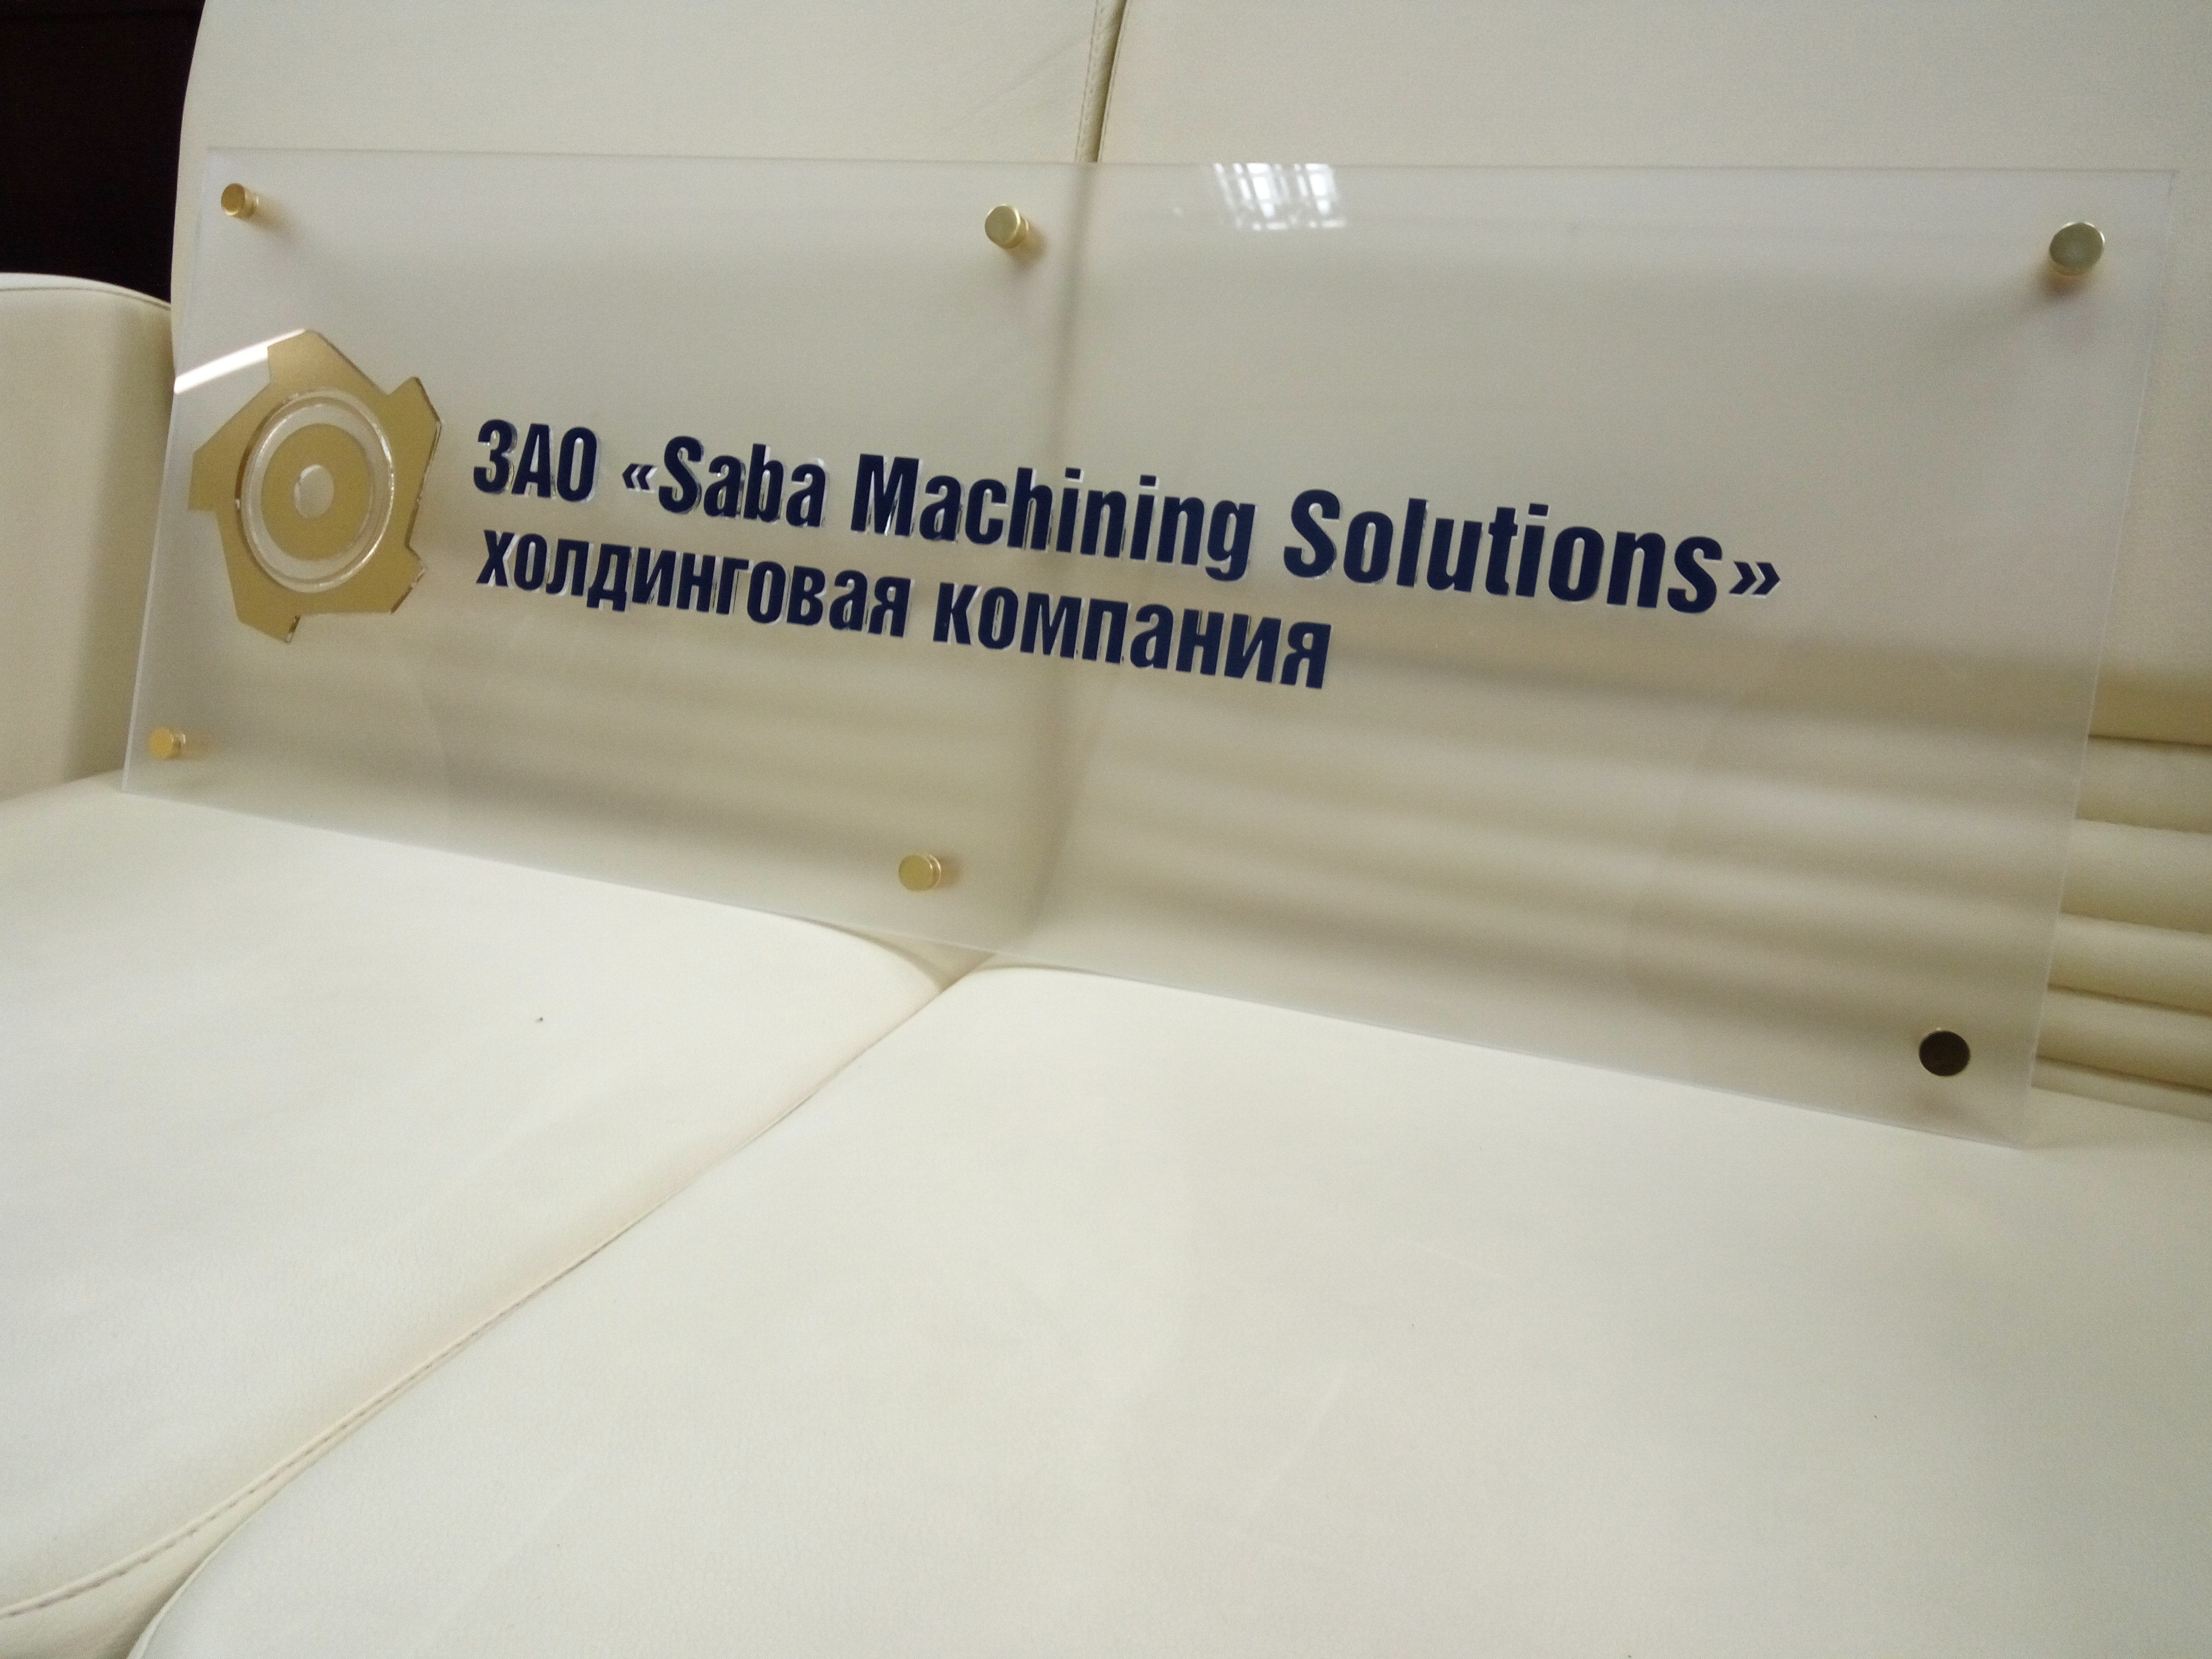 ЗАО «Saba Machining Solutions»
холдинговая компания